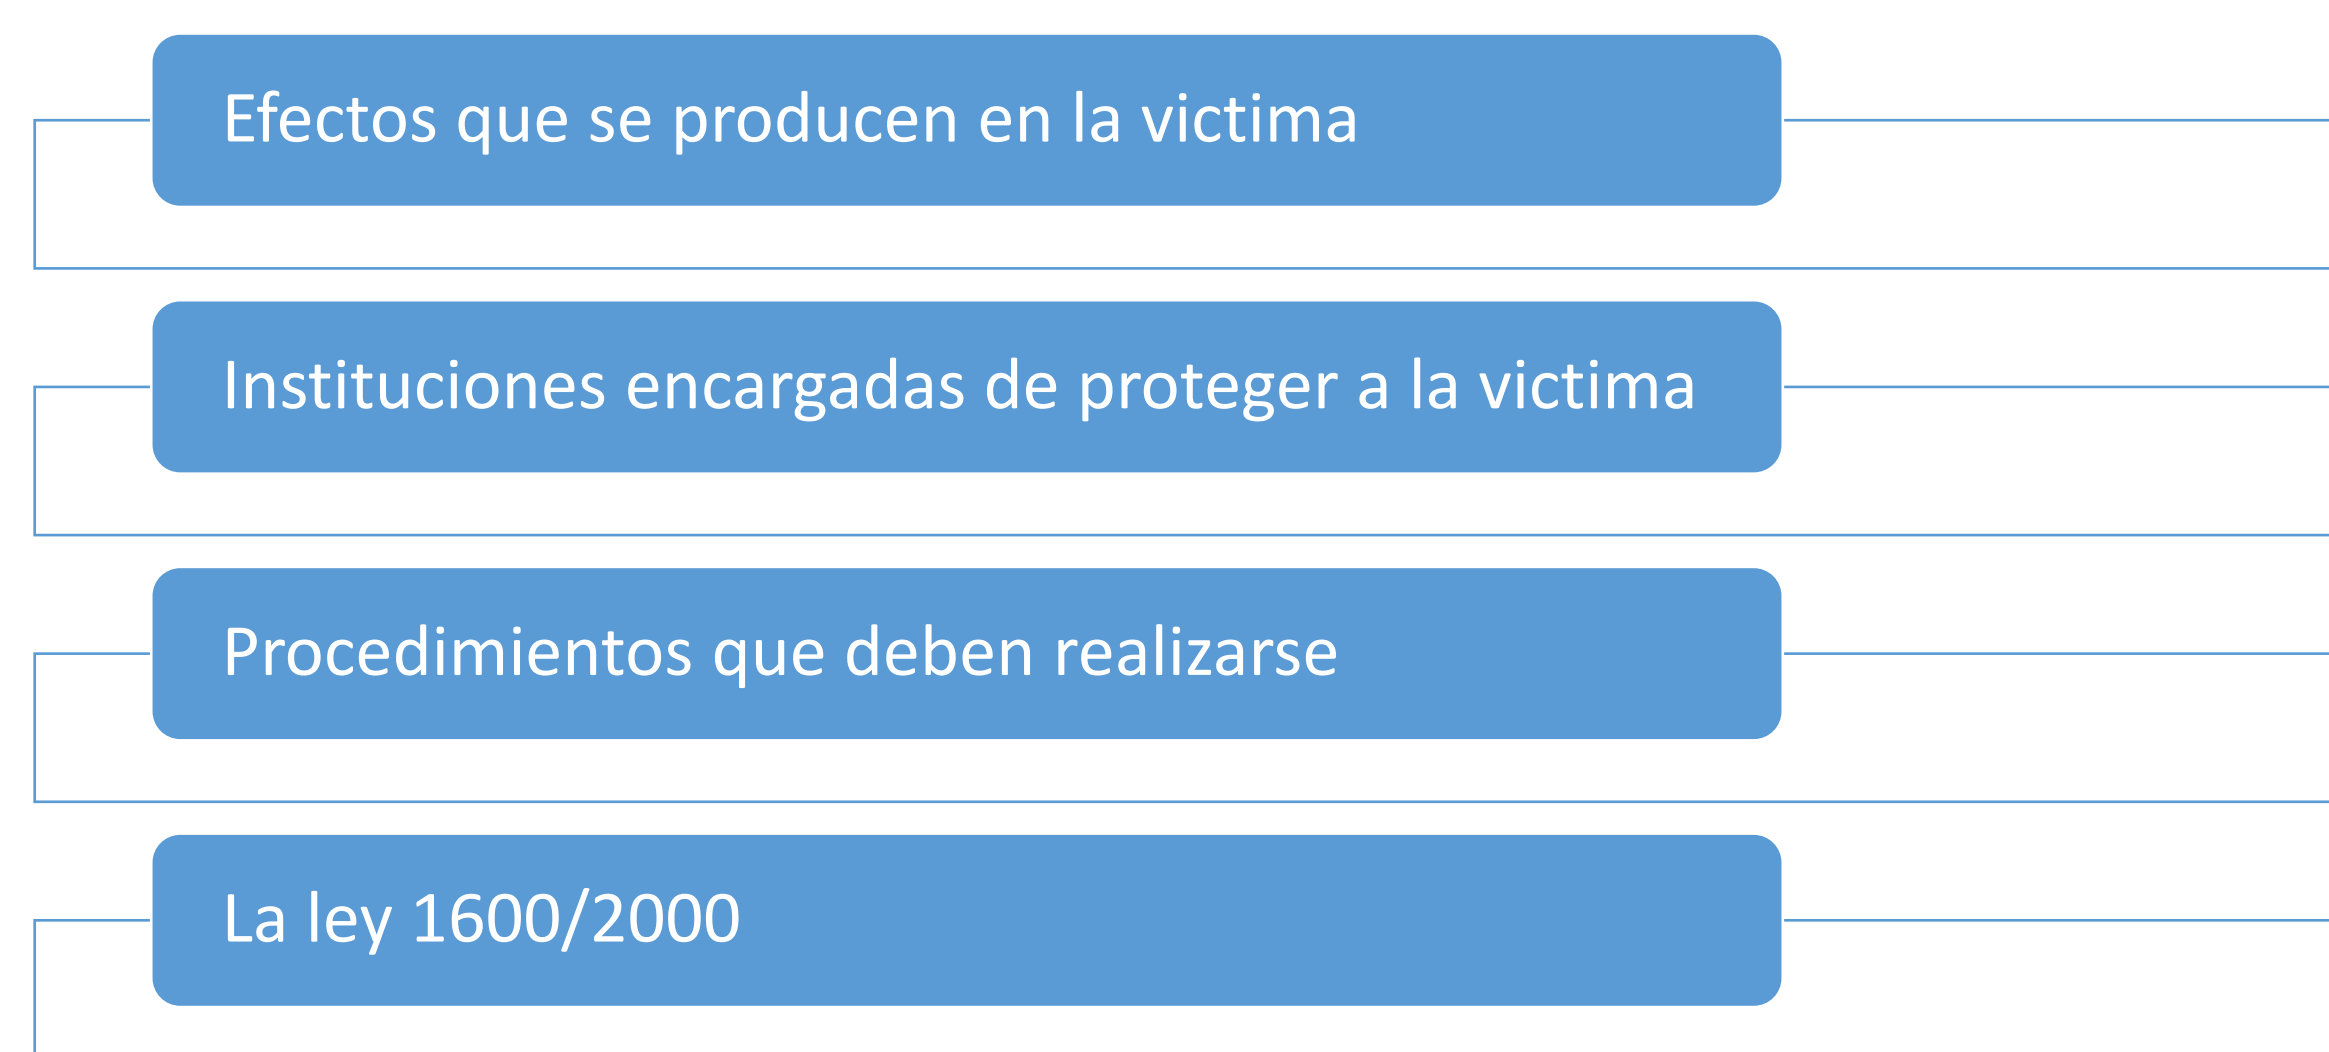 Efectos que se producen en la victima
Instituciones encargadas de proteger a la victima
Procedimientos que deben realizarse
La ley 1600/2000